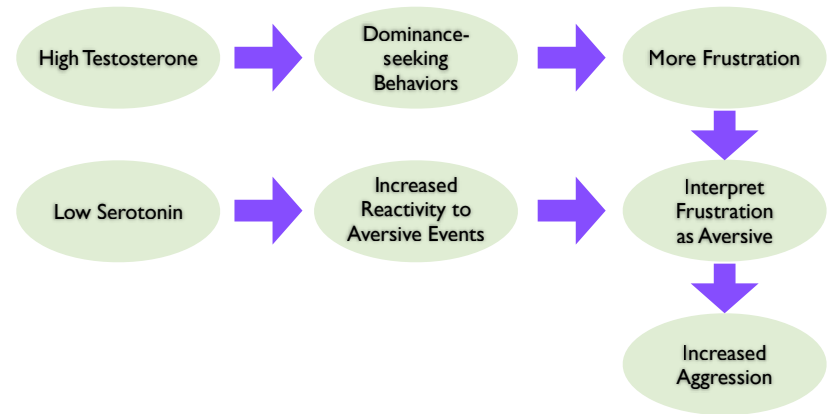 High Testosterone
Dominance-
seeking
Behaviors
More Frustration
Low Serotonin
Increased
Reactivity to
Aversive Events
Interpret
Frustration
as Aversive
Increased
Aggression